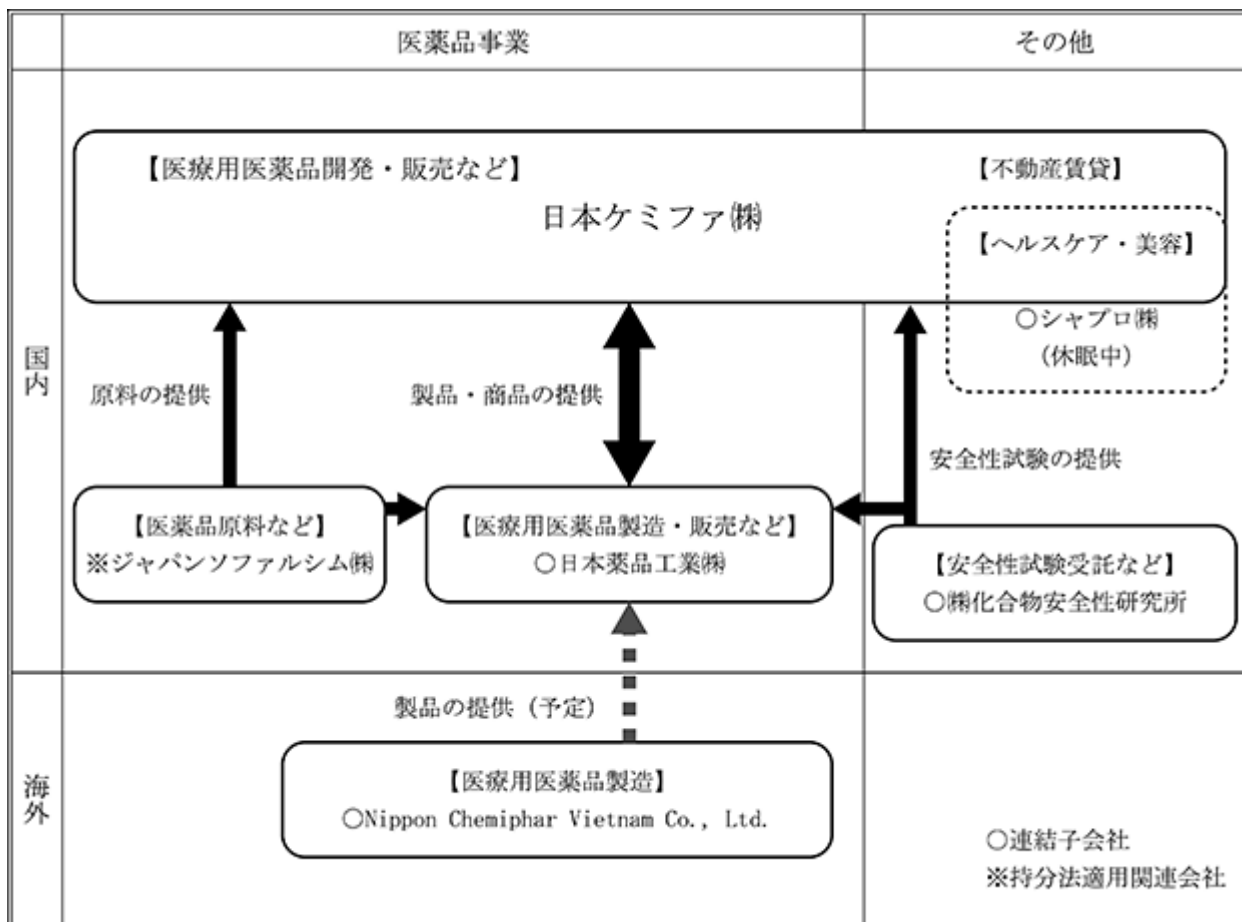 医薬品事業
その他
国内
【医療用医薬品開発・販売など】
【不動産賃貸】
日本ケミファ㈱
【ヘルスケア・美容】
○シャプロ㈱
（休眠中）
原料の提供
製品・商品の提供
安全性試験の提供
【医薬品原料など】
※ジャパンソファルシム㈱
【医療用医薬品製造・販売など】
○日本薬品工業㈱
【安全性試験受託など】
○㈱化合物安全性研究所
海外
製品の提供（予定）
【医療用医薬品製造】
○Nippon Chemiphar Vietnam Co., Ltd.
○連結子会社
※持分法適用関連会社